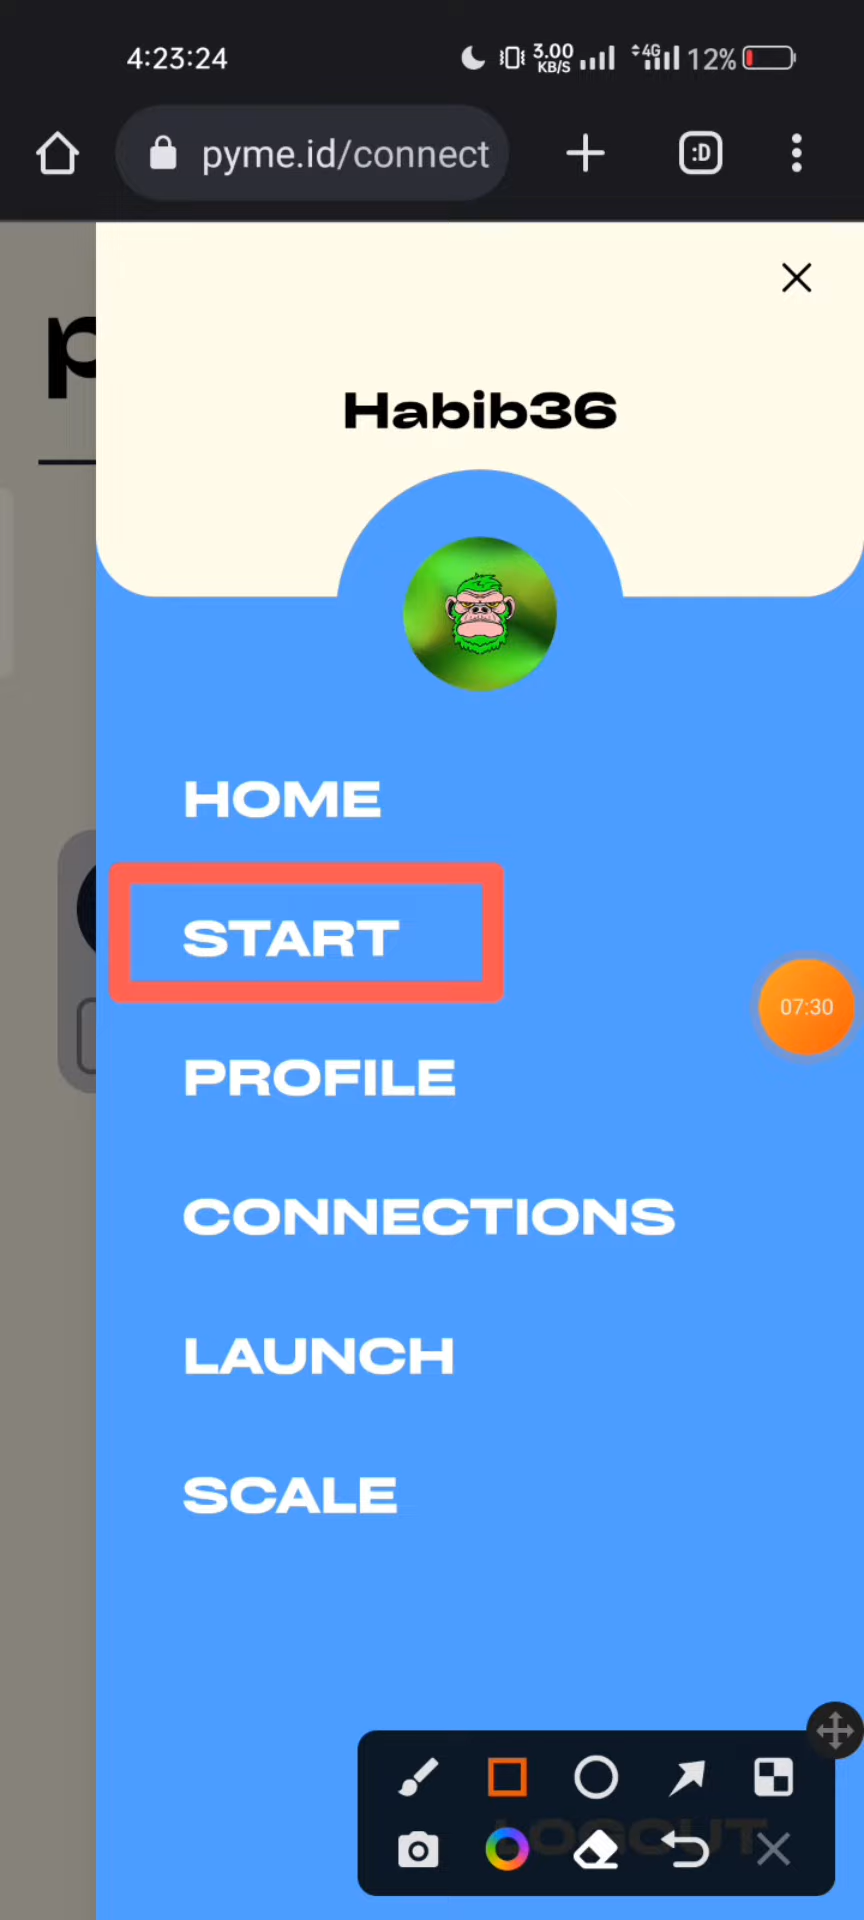 4:23:24
3.00
KB/S
4G
12%
pyme.id/connect
:D
p
Habib36
HOME
START
07:30
PROFILE
CONNECTIONS
LAUNCH
SCALE
LOGOUT